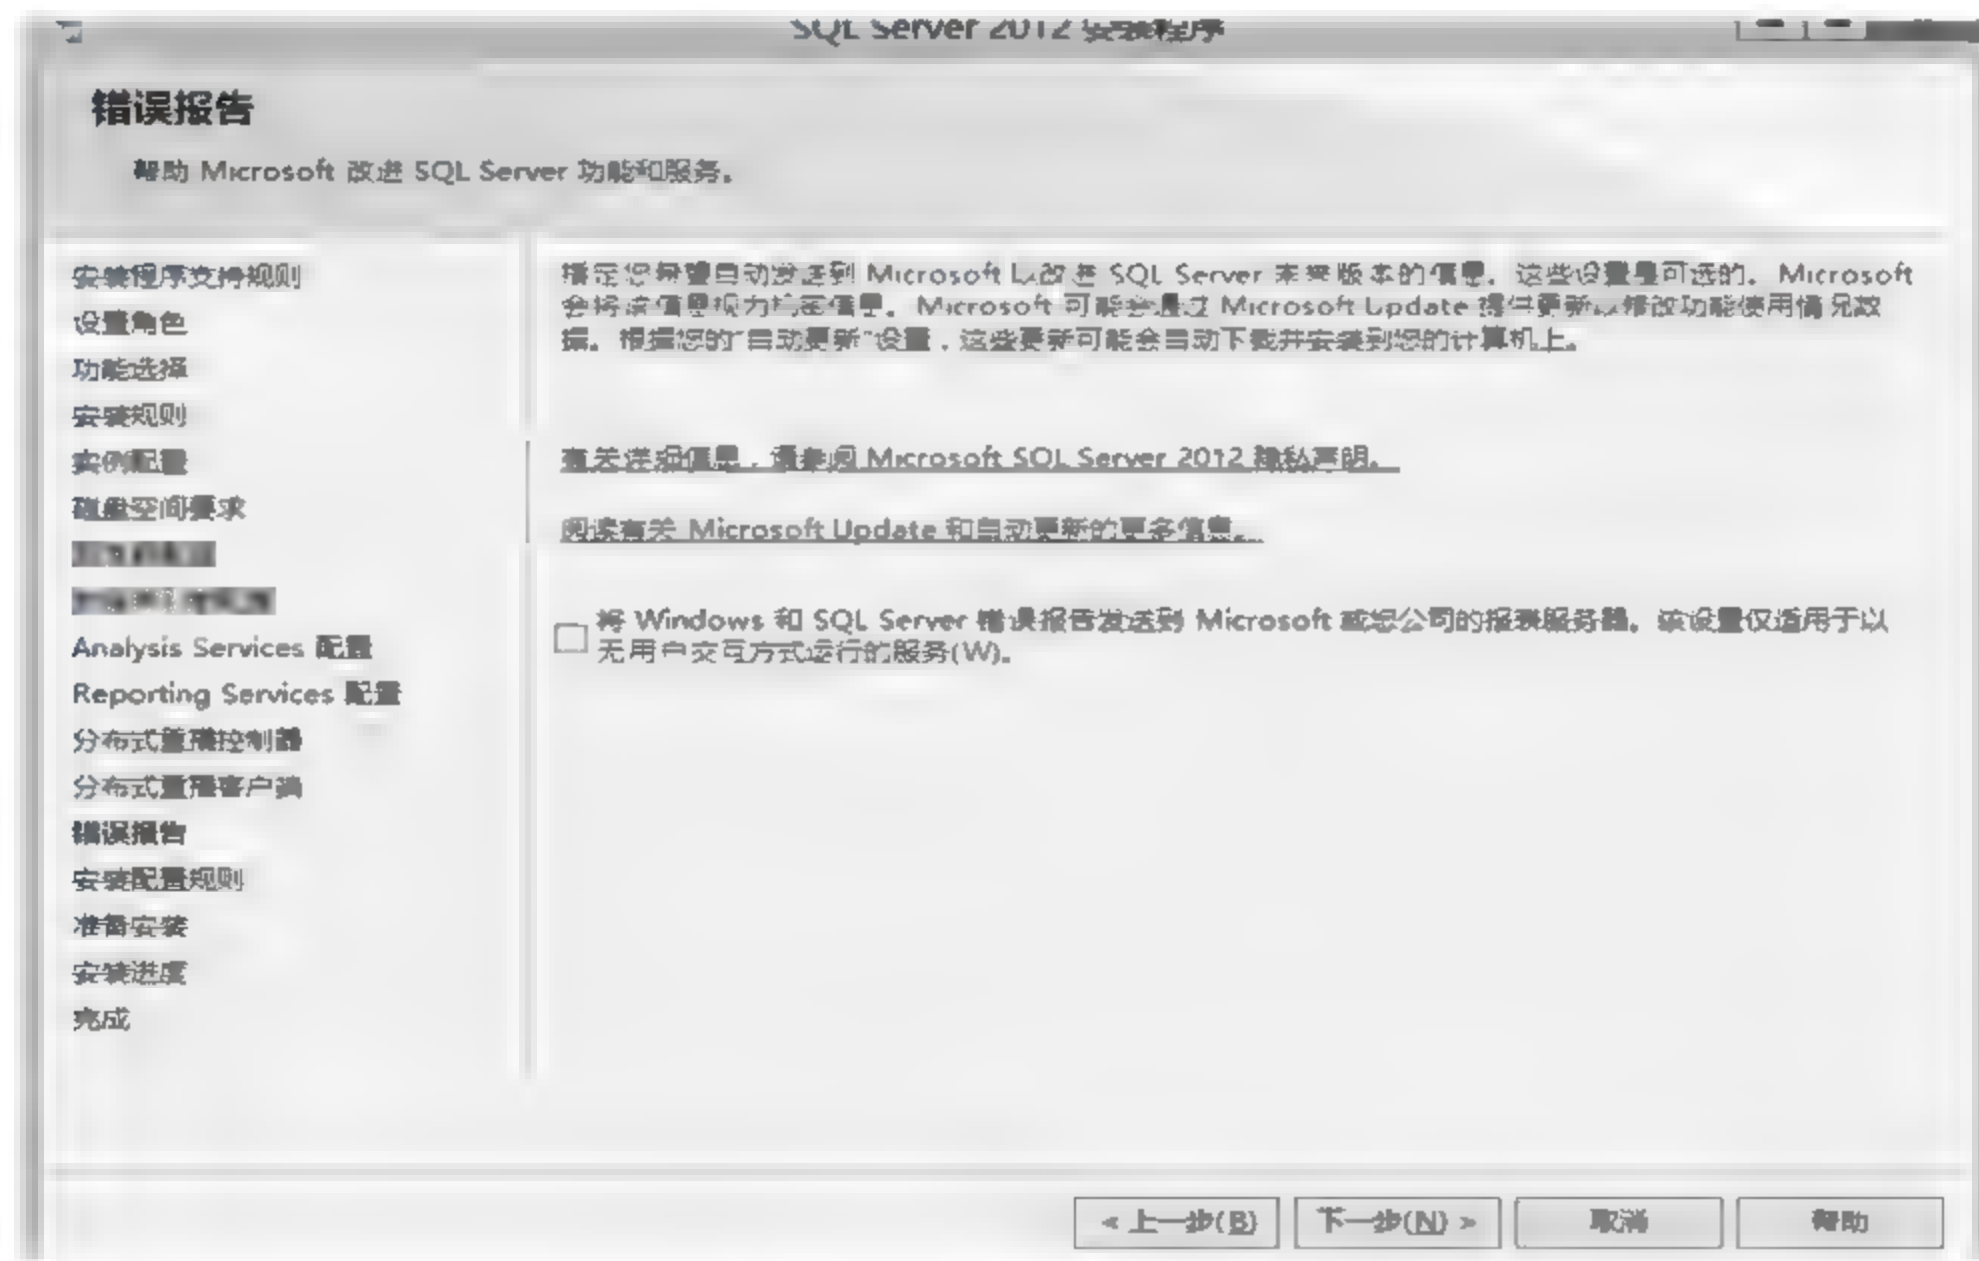 SQL Server 2012 安装程序
错误报告
帮助 Microsoft 改进 SQL Server 功能和服务。
安装程序支持规则
设置角色
功能选择
安装规则
实例配置
磁盘空间要求
Analysis Services 配置
Reporting Services 配置
分布式重播控制器
分布式重播客户端
错误报告
安装配置规则
准备安装
安装进度
完成
指定您希望自动发送到 Microsoft 以改进 SQL Server 未来版本的信息。这些设置是可选的。Microsoft
会将该信息视为机密信息。Microsoft 可能会通过 Microsoft Update 提供更新以修改功能使用情况数
据。根据您的“自动更新”设置，这些更新可能会自动下载并安装到您的计算机上。
有关详细信息，请参阅 Microsoft SQL Server 2012 隐私声明。
阅读有关 Microsoft Update 和自动更新的更多信息。
将 Windows 和 SQL Server 错误报告发送到 Microsoft 或您公司的报表服务器。该设置仅适用于以
无用户交互方式运行的服务(W)。
< 上一步(B)
下一步(N) >
取消
帮助